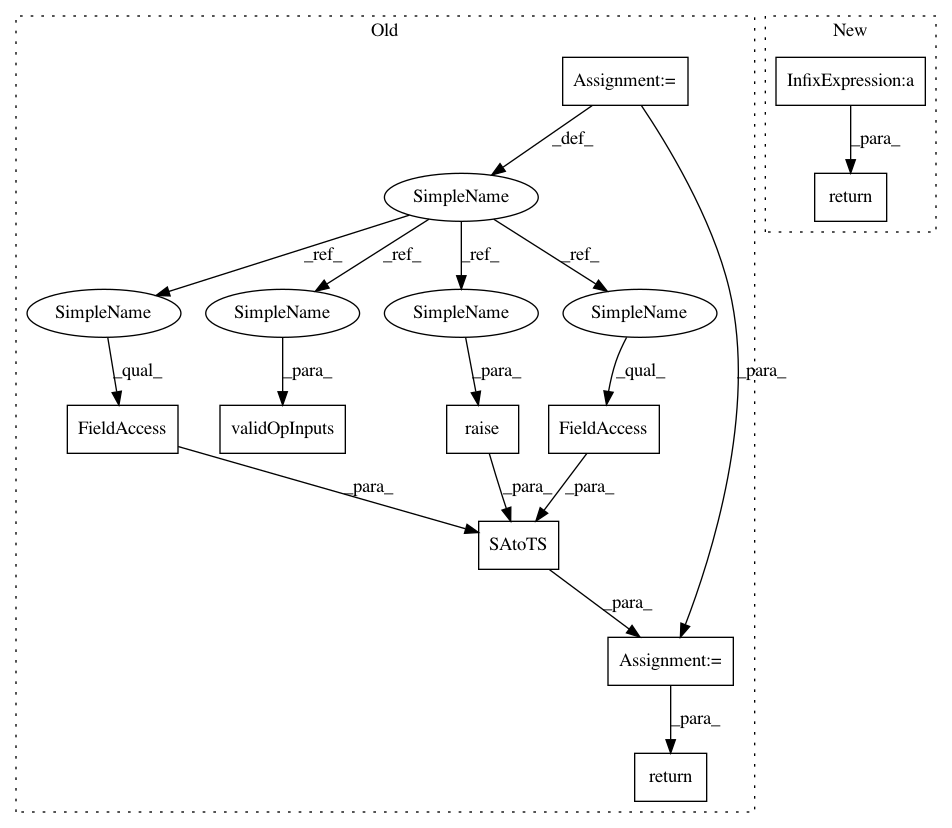 Old
New
Assignment:=
InfixExpression:a
_def_
_para_
SimpleName
return
_ref_
_ref_
_ref_
_ref_
SimpleName
SimpleName
SimpleName
SimpleName
_qual_
_para_
_para_
_qual_
_para_
FieldAccess
validOpInputs
raise
FieldAccess
_para_
_para_
_para_
SAtoTS
_para_
Assignment:=
_para_
return